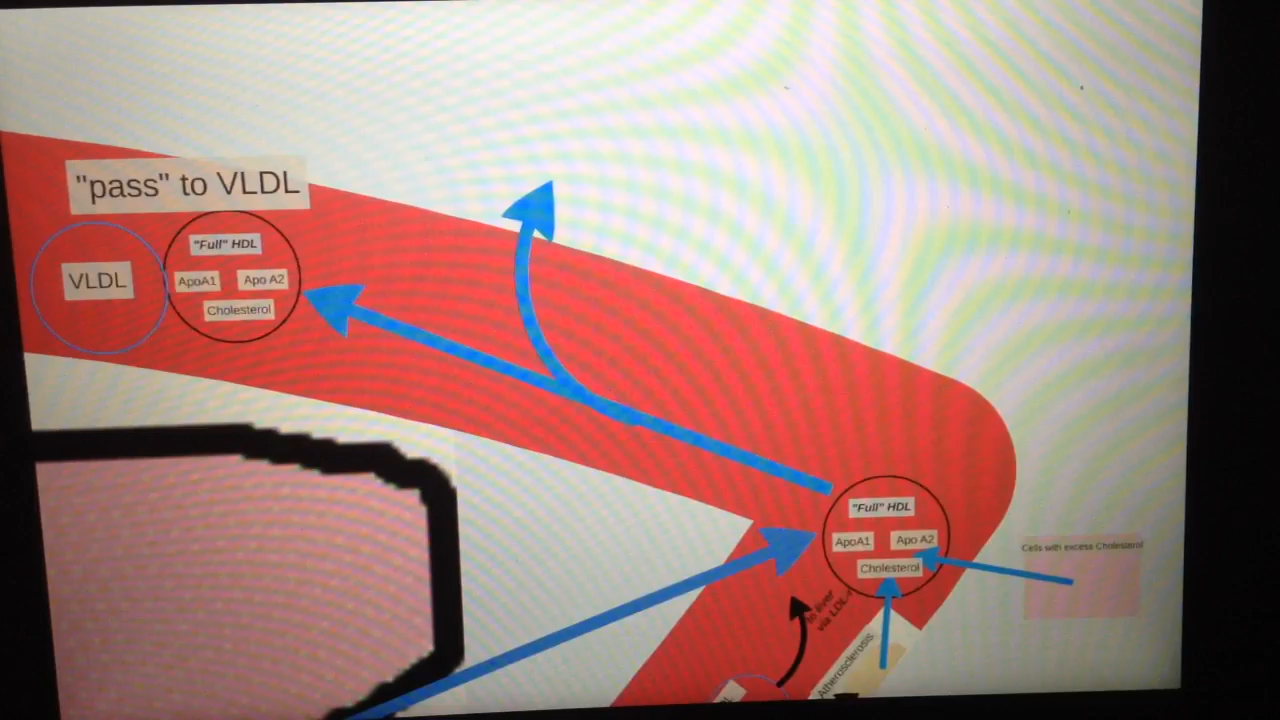 "pass" to VLDL
VLDL
"Full" HDL
ApoA1
Apo A2
Cholesterol
"Full" HDL
ApoA1
Apo A2
Cholesterol
Cells with excess Cholesterol
to liver
via LDL-r
Atherosclerosis